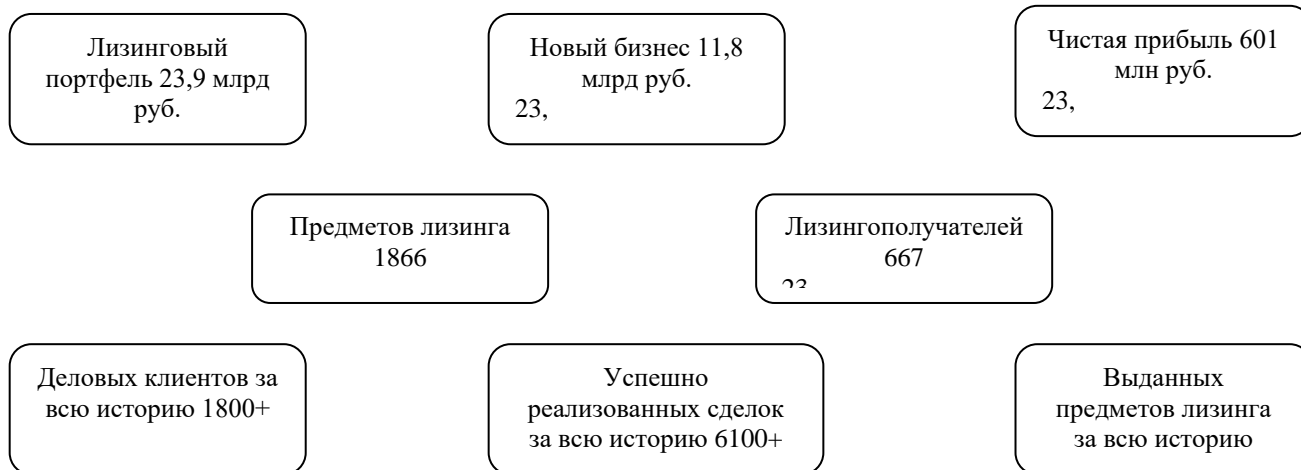 Лизинговый
портфель 23,9 млрд
руб.
Новый бизнес 11,8
млрд руб.
23,
Чистая прибыль 601
млн руб.
23,
Предметов лизинга
1866
Лизингополучателей
667
23
Деловых клиентов за
всю историю 1800+
Успешно
реализованных сделок
за всю историю 6100+
Выданных
предметов лизинга
за всю историю